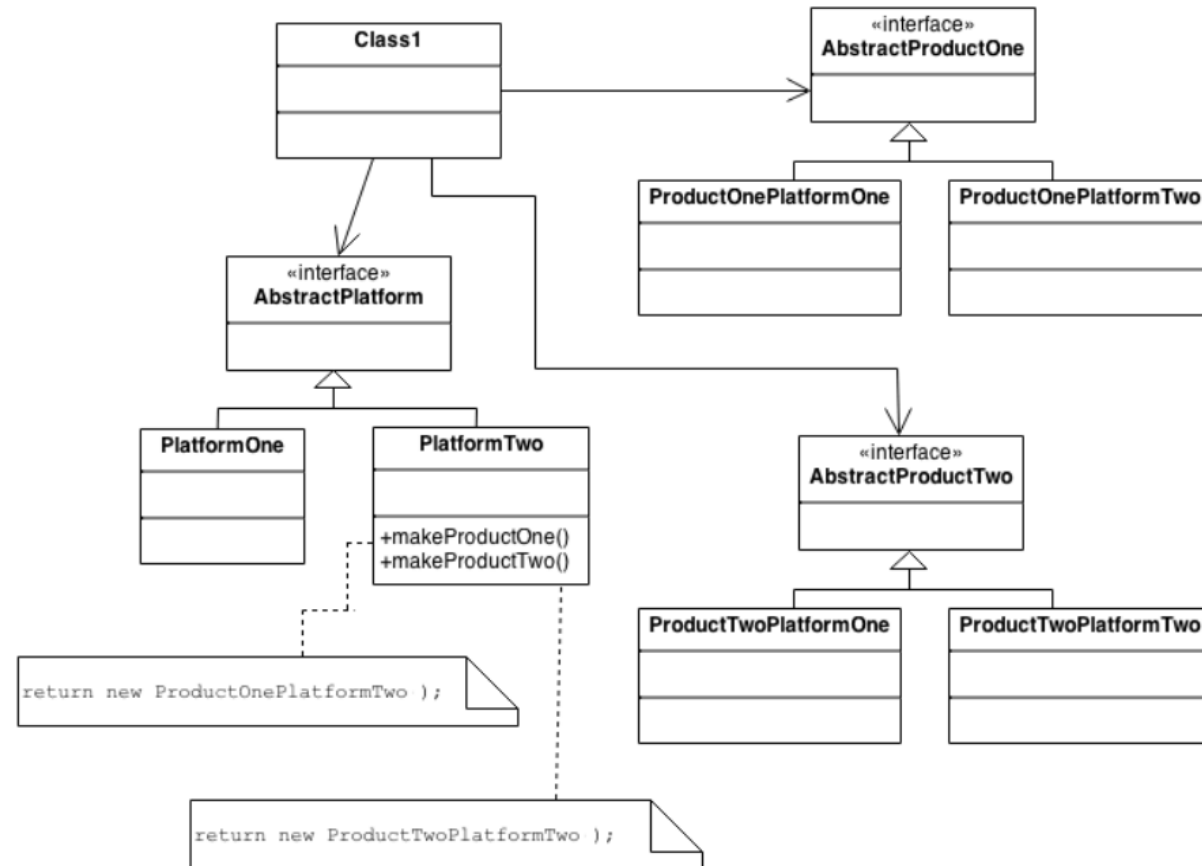 Class1
«interface»
AbstractProductOne
ProductOnePlatformOne
ProductOnePlatformTwo
«interface»
AbstractPlatform
PlatformOne
PlatformTwo
+makeProductOne()
+makeProductTwo()
«interface»
AbstractProductTwo
ProductTwoPlatformOne
ProductTwoPlatformTwo
return new ProductOnePlatformTwo );
return new ProductTwoPlatformTwo );